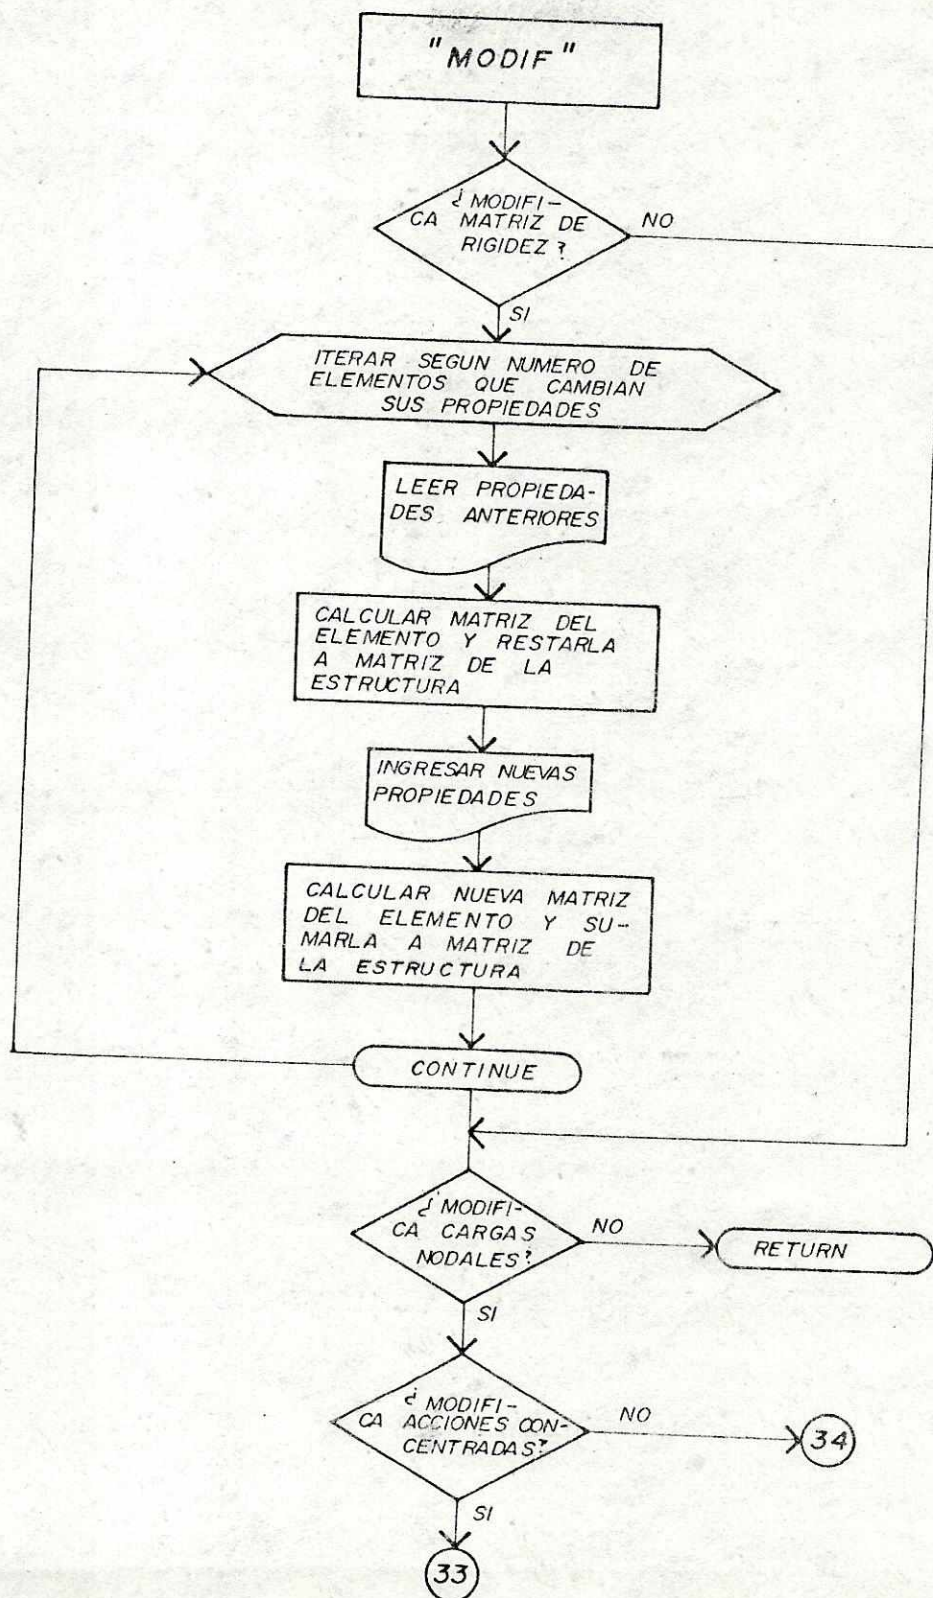 "MODIF"
¿MODIFI-
CA MATRIZ DE
RIGIDEZ?
NO
SI
ITERAR SEGUN NUMERO DE
ELEMENTOS QUE CAMBIAN
SUS PROPIEDADES
LEER PROPIEDA-
DES ANTERIORES
CALCULAR MATRIZ DEL
ELEMENTO Y RESTARLA
A MATRIZ DE LA
ESTRUCTURA
INGRESAR NUEVAS
PROPIEDADES
CALCULAR NUEVA MATRIZ
DEL ELEMENTO Y SU-
MARLA A MATRIZ DE
LA ESTRUCTURA
CONTINUE
¿MODIFI-
CA CARGAS
NODALES?
NO
RETURN
SI
¿MODIFI-
CA ACCIONES CON-
CENTRADAS?
NO
34
SI
33